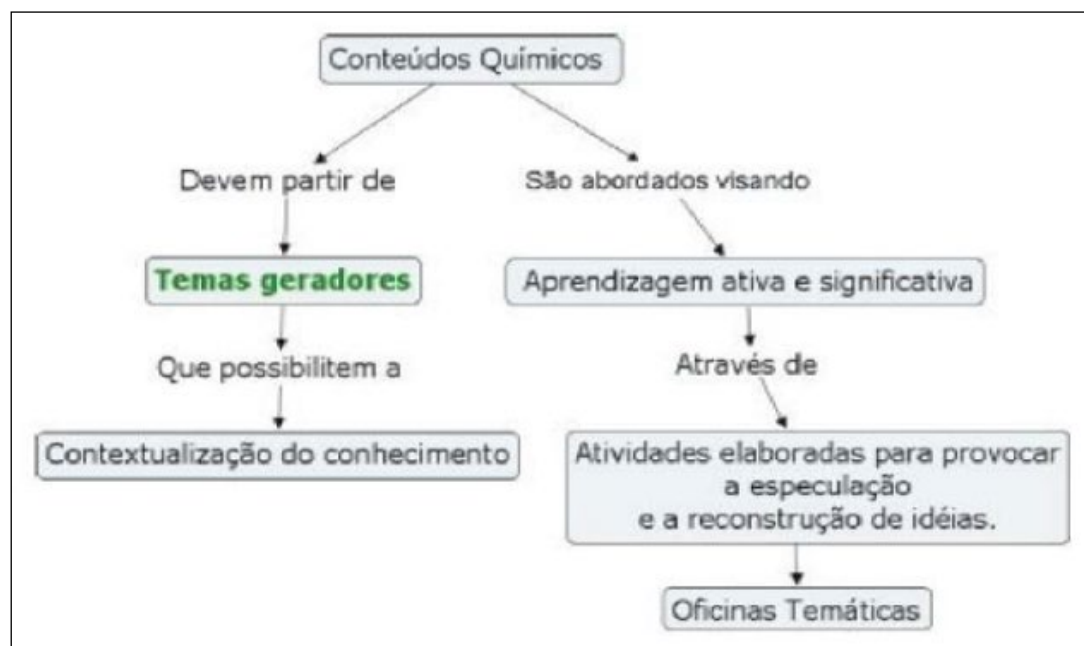 Conteúdos Químicos
Devem partir de
São abordados visando
Temas geradores
Aprendizagem ativa e significativa
Que possibilitem a
Através de
Contextualização do conhecimento
Atividades elaboradas para provocar
a especulação
e a reconstrução de idéias.
Oficinas Temáticas